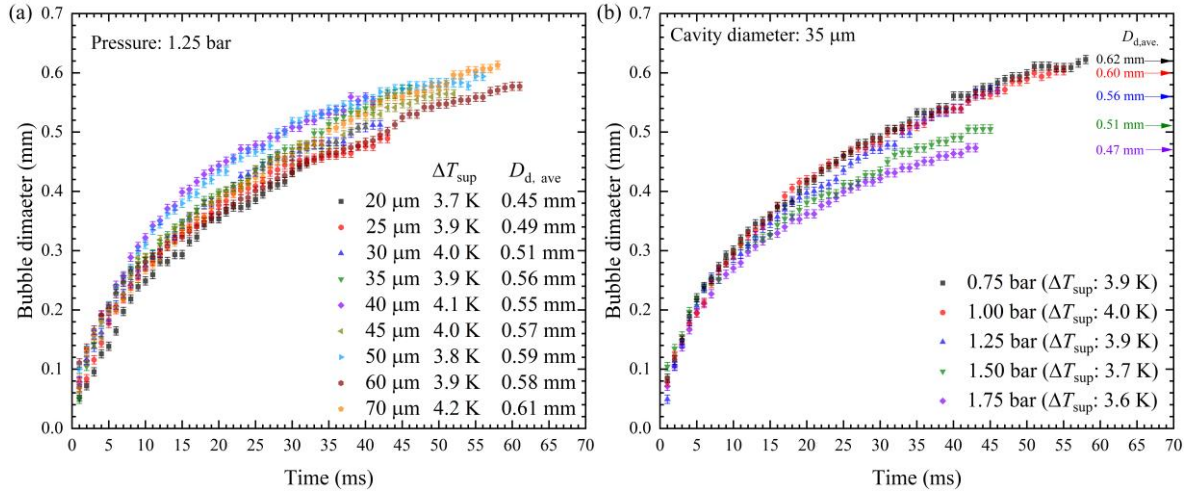 (a)
Pressure: 1.25 bar
Bubble dimaeter (mm)
0.7
0.6
0.5
0.4
0.3
0.2
0.1
0.0
ΔTsup Dd, ave
20 μm 3.7 K 0.45 mm
25 μm 3.9 K 0.49 mm
30 μm 4.0 K 0.51 mm
35 μm 3.9 K 0.56 mm
40 μm 4.1 K 0.55 mm
45 μm 4.0 K 0.57 mm
50 μm 3.8 K 0.59 mm
60 μm 3.9 K 0.58 mm
70 μm 4.2 K 0.61 mm
0 5 10 15 20 25 30 35 40 45 50 55 60 65 70
Time (ms)
(b)
Cavity diameter: 35 μm
Bubble dimaeter (mm)
0.7
0.6
0.5
0.4
0.3
0.2
0.1
0.0
Dd,ave.
0.62 mm
0.60 mm
0.56 mm
0.51 mm
0.47 mm
0.75 bar (ΔTsup: 3.9 K)
1.00 bar (ΔTsup: 4.0 K)
1.25 bar (ΔTsup: 3.9 K)
1.50 bar (ΔTsup: 3.7 K)
1.75 bar (ΔTsup: 3.6 K)
0 5 10 15 20 25 30 35 40 45 50 55 60 65 70
Time (ms)